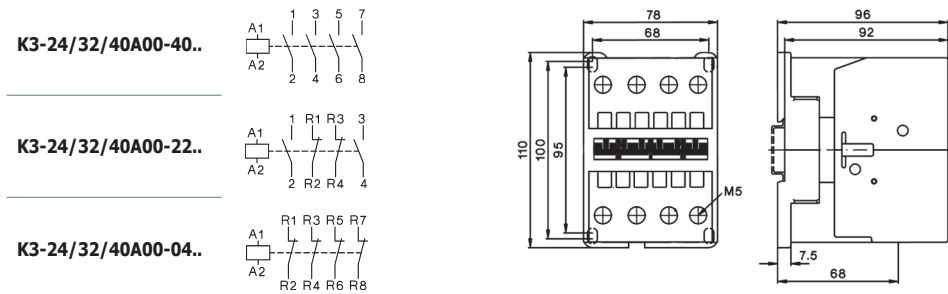 K3-24/32/40A00-40..
A1
A2
1 3 5 7
2 4 6 8
K3-24/32/40A00-22..
A1
A2
1 R1 R3 3
2 R2 R4 4
K3-24/32/40A00-04..
A1
A2
R1 R3 R5 R7
R2 R4 R6 R8
78
68
110
100
95
M5
96
92
7.5
68